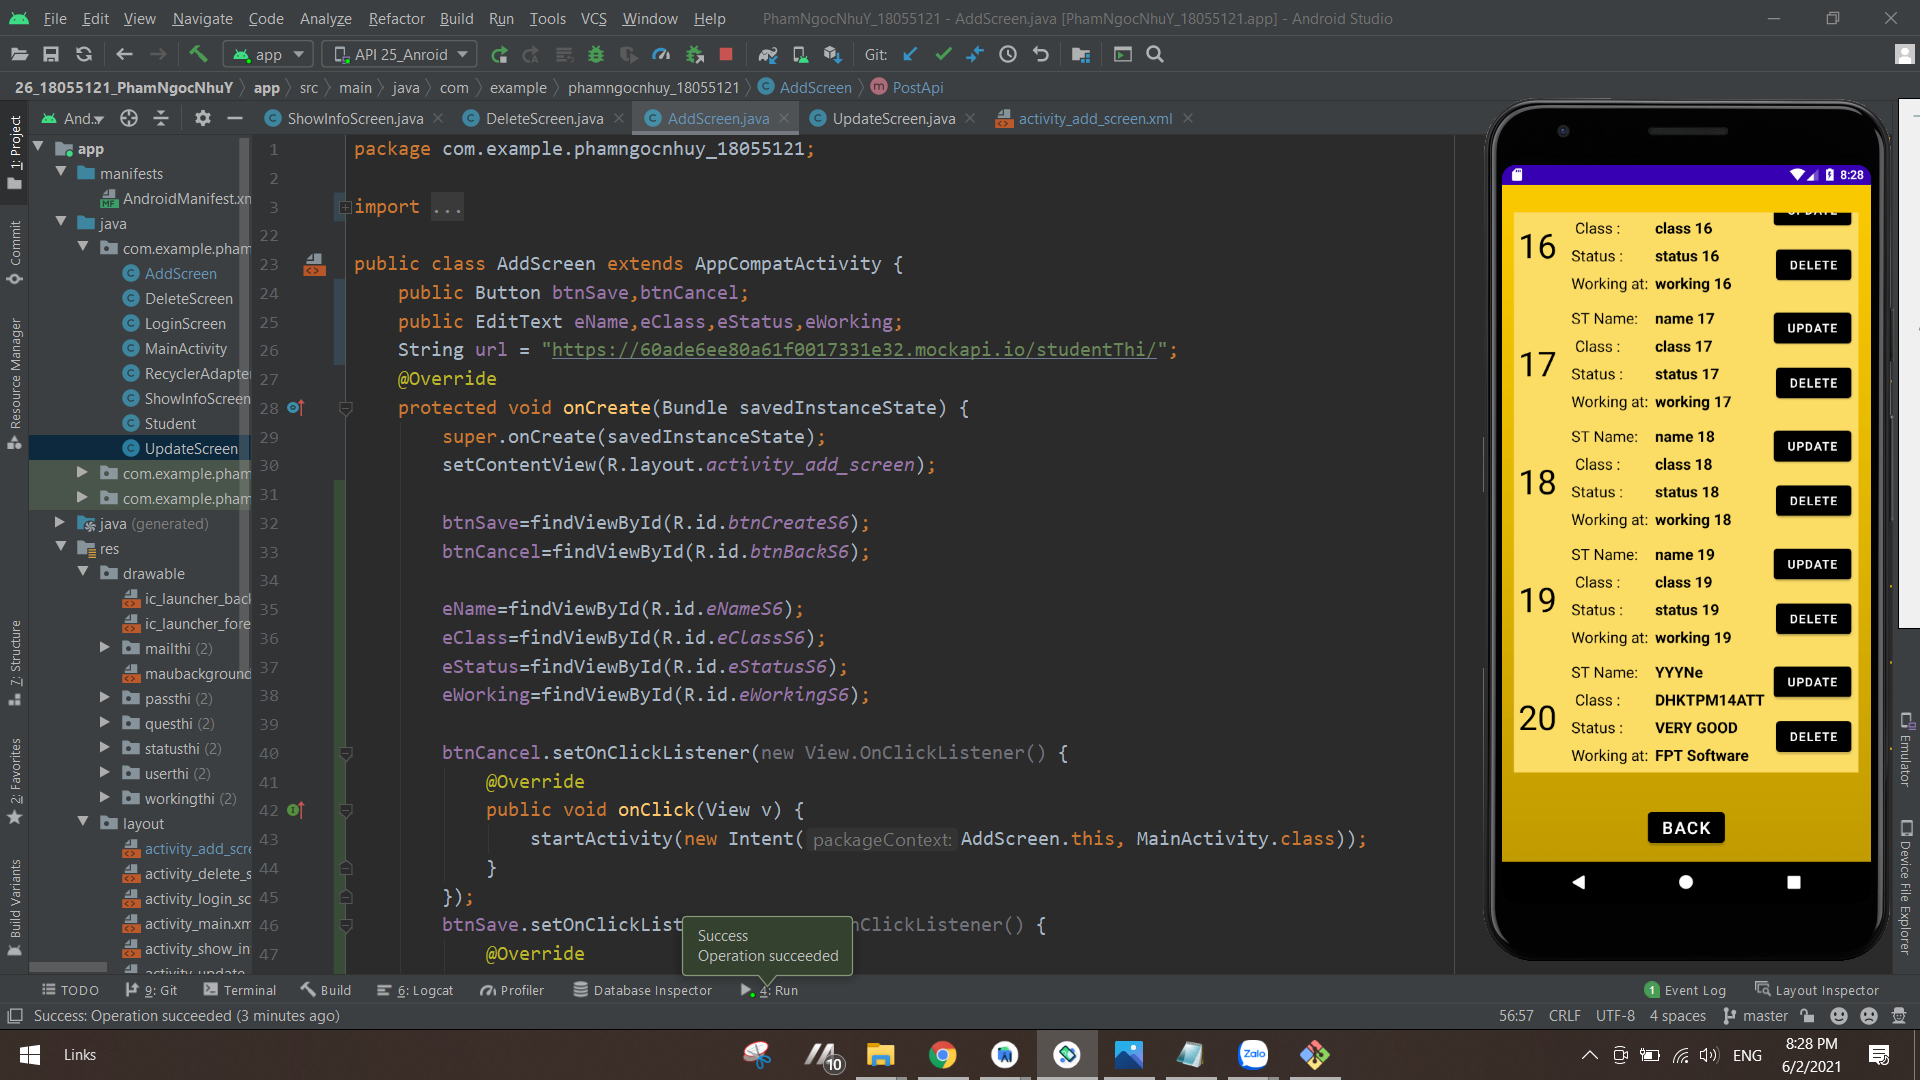 File Edit View Navigate Code Analyze Refactor Build Run Tools VCS Window Help PhamNgocNhuY_18055121 - AddScreen.java [PhamNgocNhuY_18055121.app] - Android Studio
app API 25_Anroid Git:
26_18055121_PhamNgocNhuY app src main java com example phamngocnhuy_18055121 AddScreen PostApi
And.. ShowInfoScreen.java DeleteScreen.java AddScreen.java UpdateScreen.java activity_add_screen.xml
1: Project
Commit
Resource Manager
7: Structure
2: Favorites
Build Variants
app
manifests
AndroidManifest.xm
java
com.example.pham
AddScreen
DeleteScreen
LoginScreen
MainActivity
RecyclerAdapte
ShowInfoScreen
Student
UpdateScreen
com.example.pham
com.example.pham
java (generated)
res
drawable
ic_launcher_bac
ic_launcher_fore
mailthi (2)
maubackground
passthi (2)
questhi (2)
statusthi (2)
userthi (2)
workingthi (2)
layout
activity_add_scre
activity_delete_s
activity_login_sc
activity_main.xm
activity_show_in
activity_update
1 package com.example.phamngocnhuy_18055121;
2
3 import ...
22
23 public class AddScreen extends AppCompatActivity {
24 public Button btnSave,btnCancel;
25 public EditText eName,eClass,eStatus,eWorking;
26 String url = "https://60ade6ee80a61f0017331e32.mockapi.io/studentThi/";
27 @Override
28 protected void onCreate(Bundle savedInstanceState) {
29 super.onCreate(savedInstanceState);
30 setContentView(R.layout.activity_add_screen);
31
32 btnSave=findViewById(R.id.btnCreateS6);
33 btnCancel=findViewById(R.id.btnBackS6);
34
35 eName=findViewById(R.id.eNameS6);
36 eClass=findViewById(R.id.eClassS6);
37 eStatus=findViewById(R.id.eStatusS6);
38 eWorking=findViewById(R.id.eWorkingS6);
39
40 btnCancel.setOnClickListener(new View.OnClickListener() {
41 @Override
42 public void onClick(View v) {
43 startActivity(new Intent( packageContext: AddScreen.this, MainActivity.class));
44 }
45 });
46 btnSave.setOnClickList nClickListener() {
47 @Override
Success
Operation succeeded
8:28
UPDATE
16
Class : class 16
Status : status 16
Working at: working 16
DELETE
17
ST Name: name 17
Class : class 17
Status : status 17
Working at: working 17
UPDATE
DELETE
18
ST Name: name 18
Class : class 18
Status : status 18
Working at: working 18
UPDATE
DELETE
19
ST Name: name 19
Class : class 19
Status : status 19
Working at: working 19
UPDATE
DELETE
20
ST Name: YYYNe
Class : DHKTPM14ATT
Status : VERY GOOD
Working at: FPT Software
UPDATE
DELETE
BACK
Emulator
Device File Explorer
TODO 9: Git Terminal Build 6: Logcat Profiler Database Inspector 4: Run 1 Event Log Layout Inspector
Success: Operation succeeded (3 minutes ago) 56:57 CRLF UTF-8 4 spaces master
Links 10 Zalo ENG 8:28 PM
6/2/2021